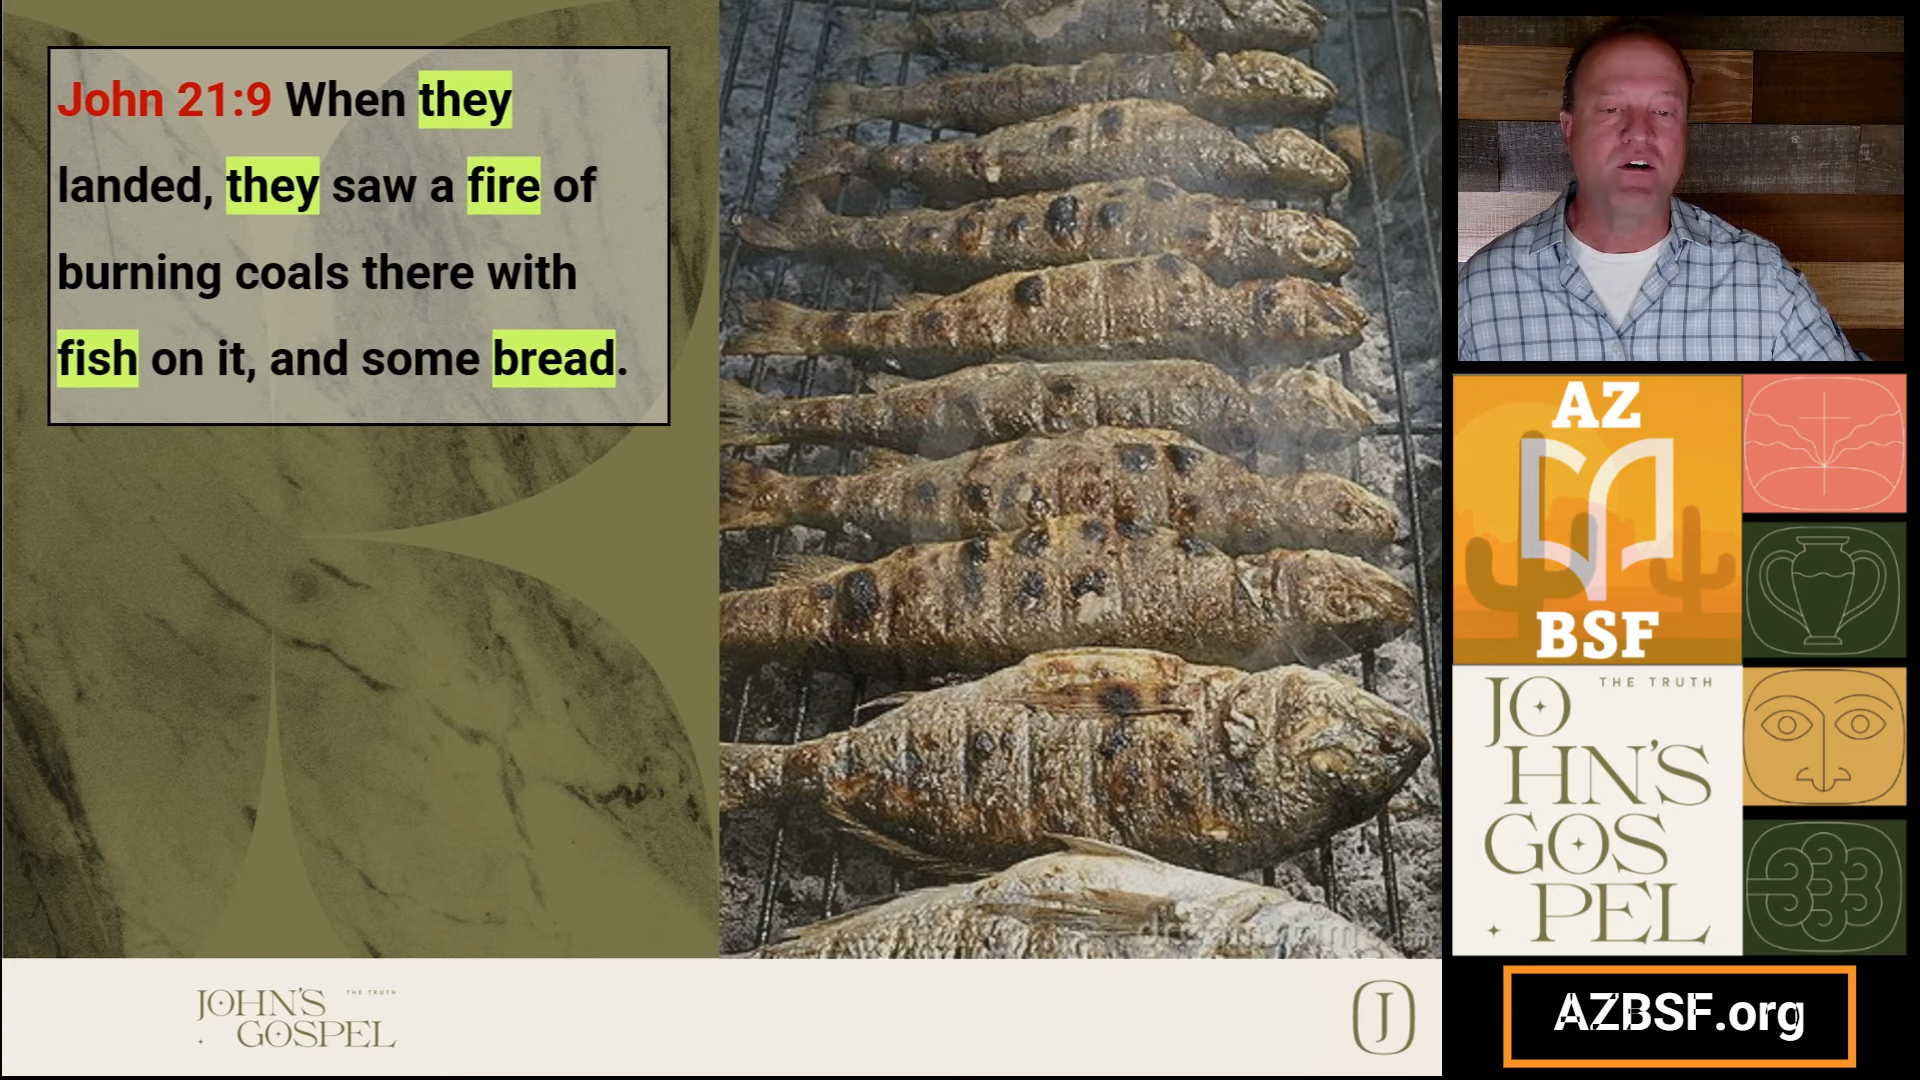 John 21:9 When they
landed, they saw a fire of
burning coals there with
fish on it, and some bread.
AZ
BSF
THE TRUTH
JO
HN'S
GOS
PEL
AZBSF.org
JOHN'S THE TRUTH
GOSPEL
J